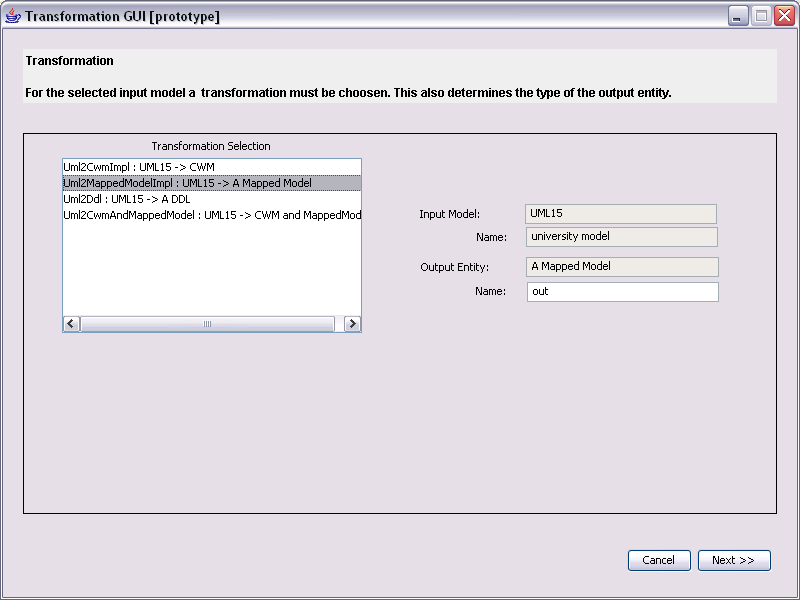 Transformation GUI [prototype]
Transformation
For the selected input model a transformation must be choosen. This also determines the type of the output entity.
Transformation Selection
Uml2CwmImpl : UML15 -> CWM
Uml2MappedModelImpl : UML15 -> A Mapped Model
Uml2Ddl : UML15 -> A DDL
Uml2CwmAndMappedModel : UML15 -> CWM and MappedMod
Input Model: UML15
Name: university model
Output Entity: A Mapped Model
Name: out
Cancel Next >>